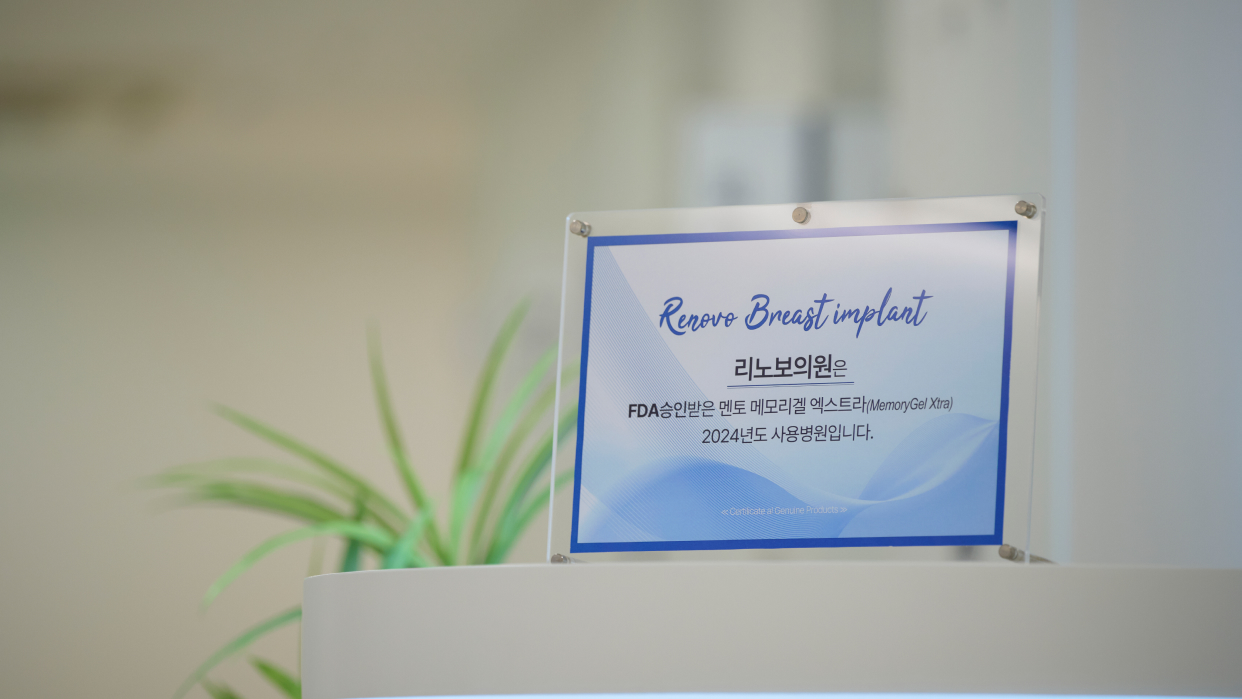 Renovo Breast implant
리노보의원은
FDA승인받은 멘토 메모리겔 엑스트라(MemoryGel Xtra)
2024년도 사용병원입니다.
≪ Certificate al Genuine Products ≫